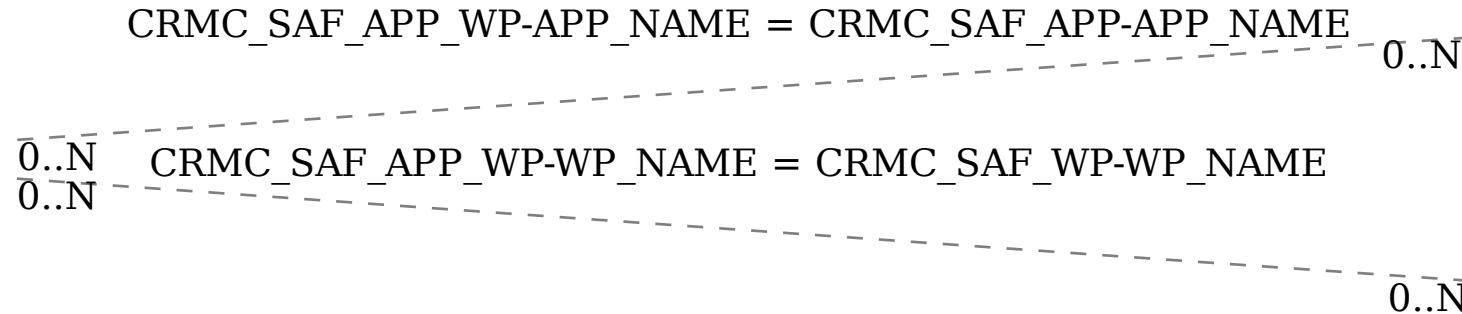 CRMC_SAF_APP_WP-APP_NAME = CRMC_SAF_APP-APP_NAME
0..N
0..N
CRMC_SAF_APP_WP-WP_NAME = CRMC_SAF_WP-WP_NAME
0..N
0..N